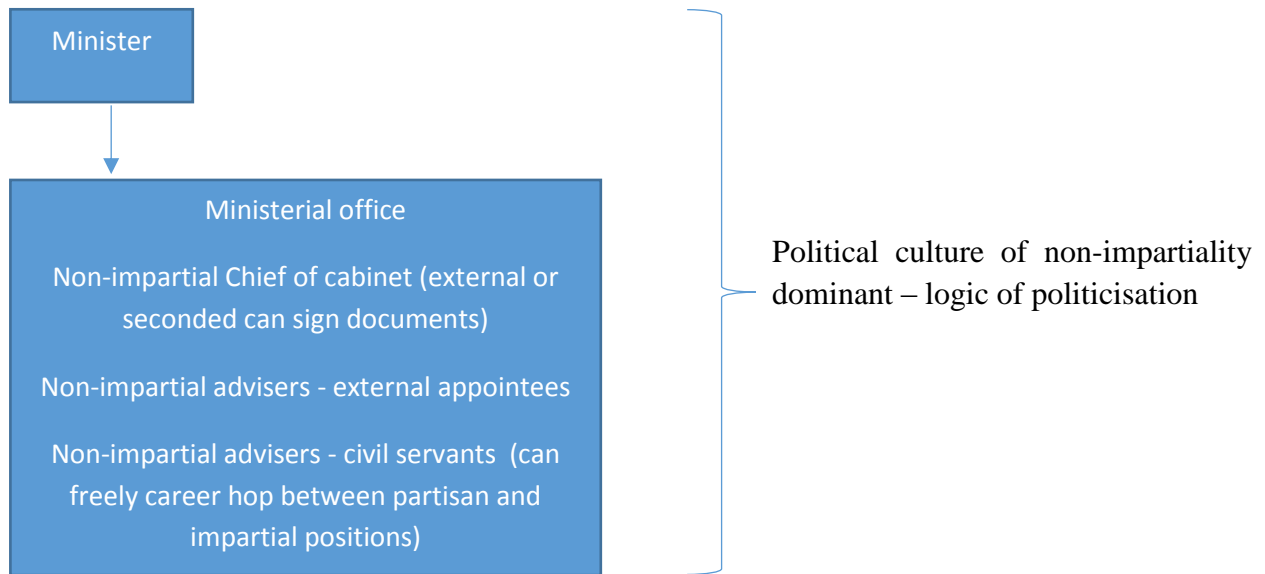 Minister
Ministerial office
Non-impartial Chief of cabinet (external or
seconded can sign documents)
Non-impartial advisers - external appointees
Non-impartial advisers - civil servants  (can
freely career hop between partisan and
impartial positions)
Political culture of non-impartiality
dominant – logic of politicisation